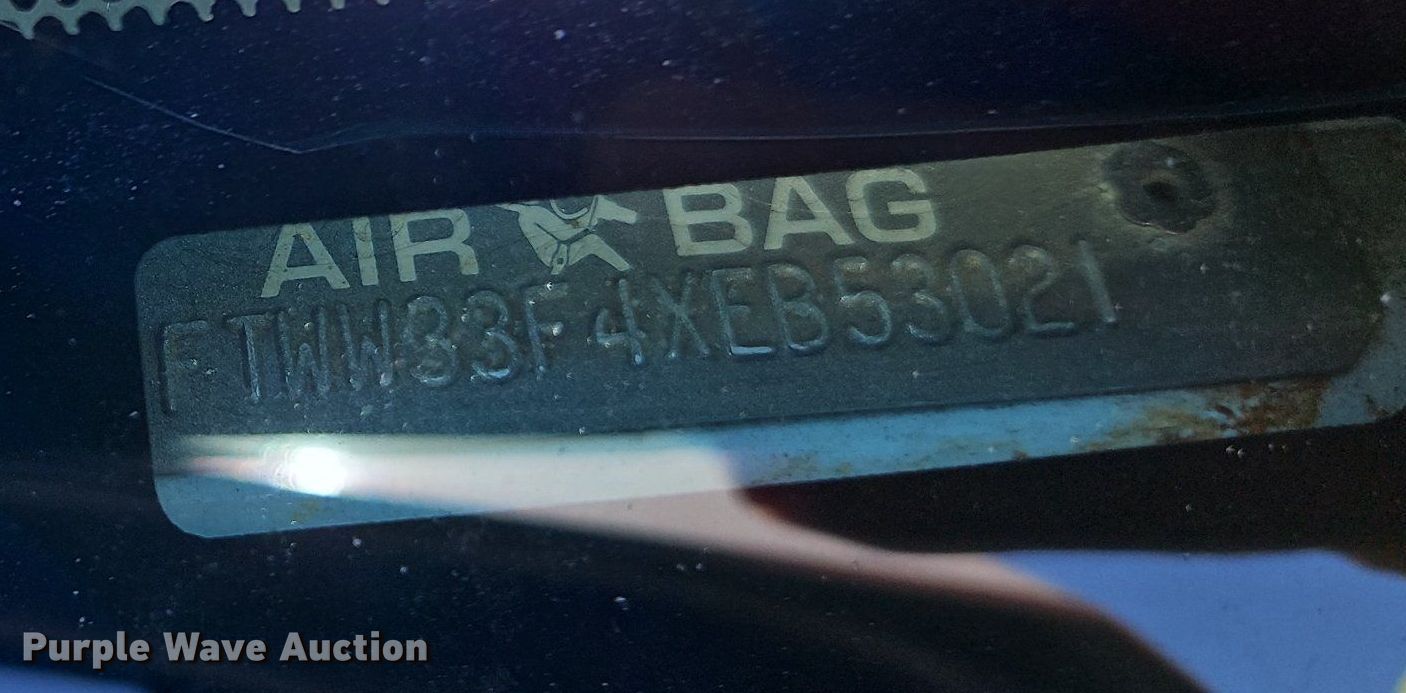 AIR BAG
FTWW33F4XEB53021
Purple Wave Auction